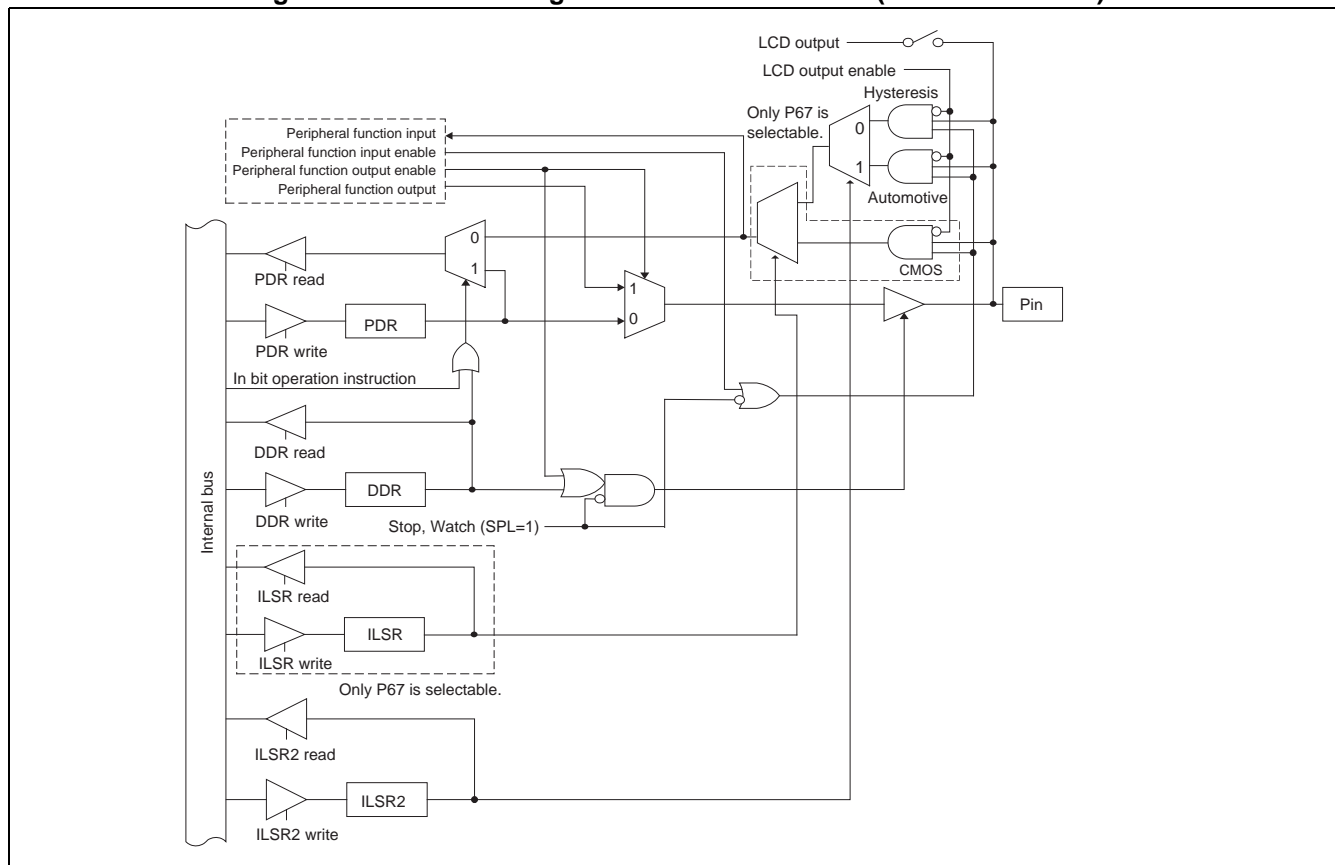 LCD output
LCD output enable
Hysteresis
Only P67 is
selectable.
0
1
Automotive
CMOS
Peripheral function input
Peripheral function input enable
Peripheral function output enable
Peripheral function output
0
1
PDR read
1
0
Pin
PDR
PDR write
In bit operation instruction
DDR read
DDR
DDR write
Stop, Watch (SPL=1)
Internal bus
ILSR read
ILSR
ILSR write
Only P67 is selectable.
ILSR2 read
ILSR2
ILSR2 write